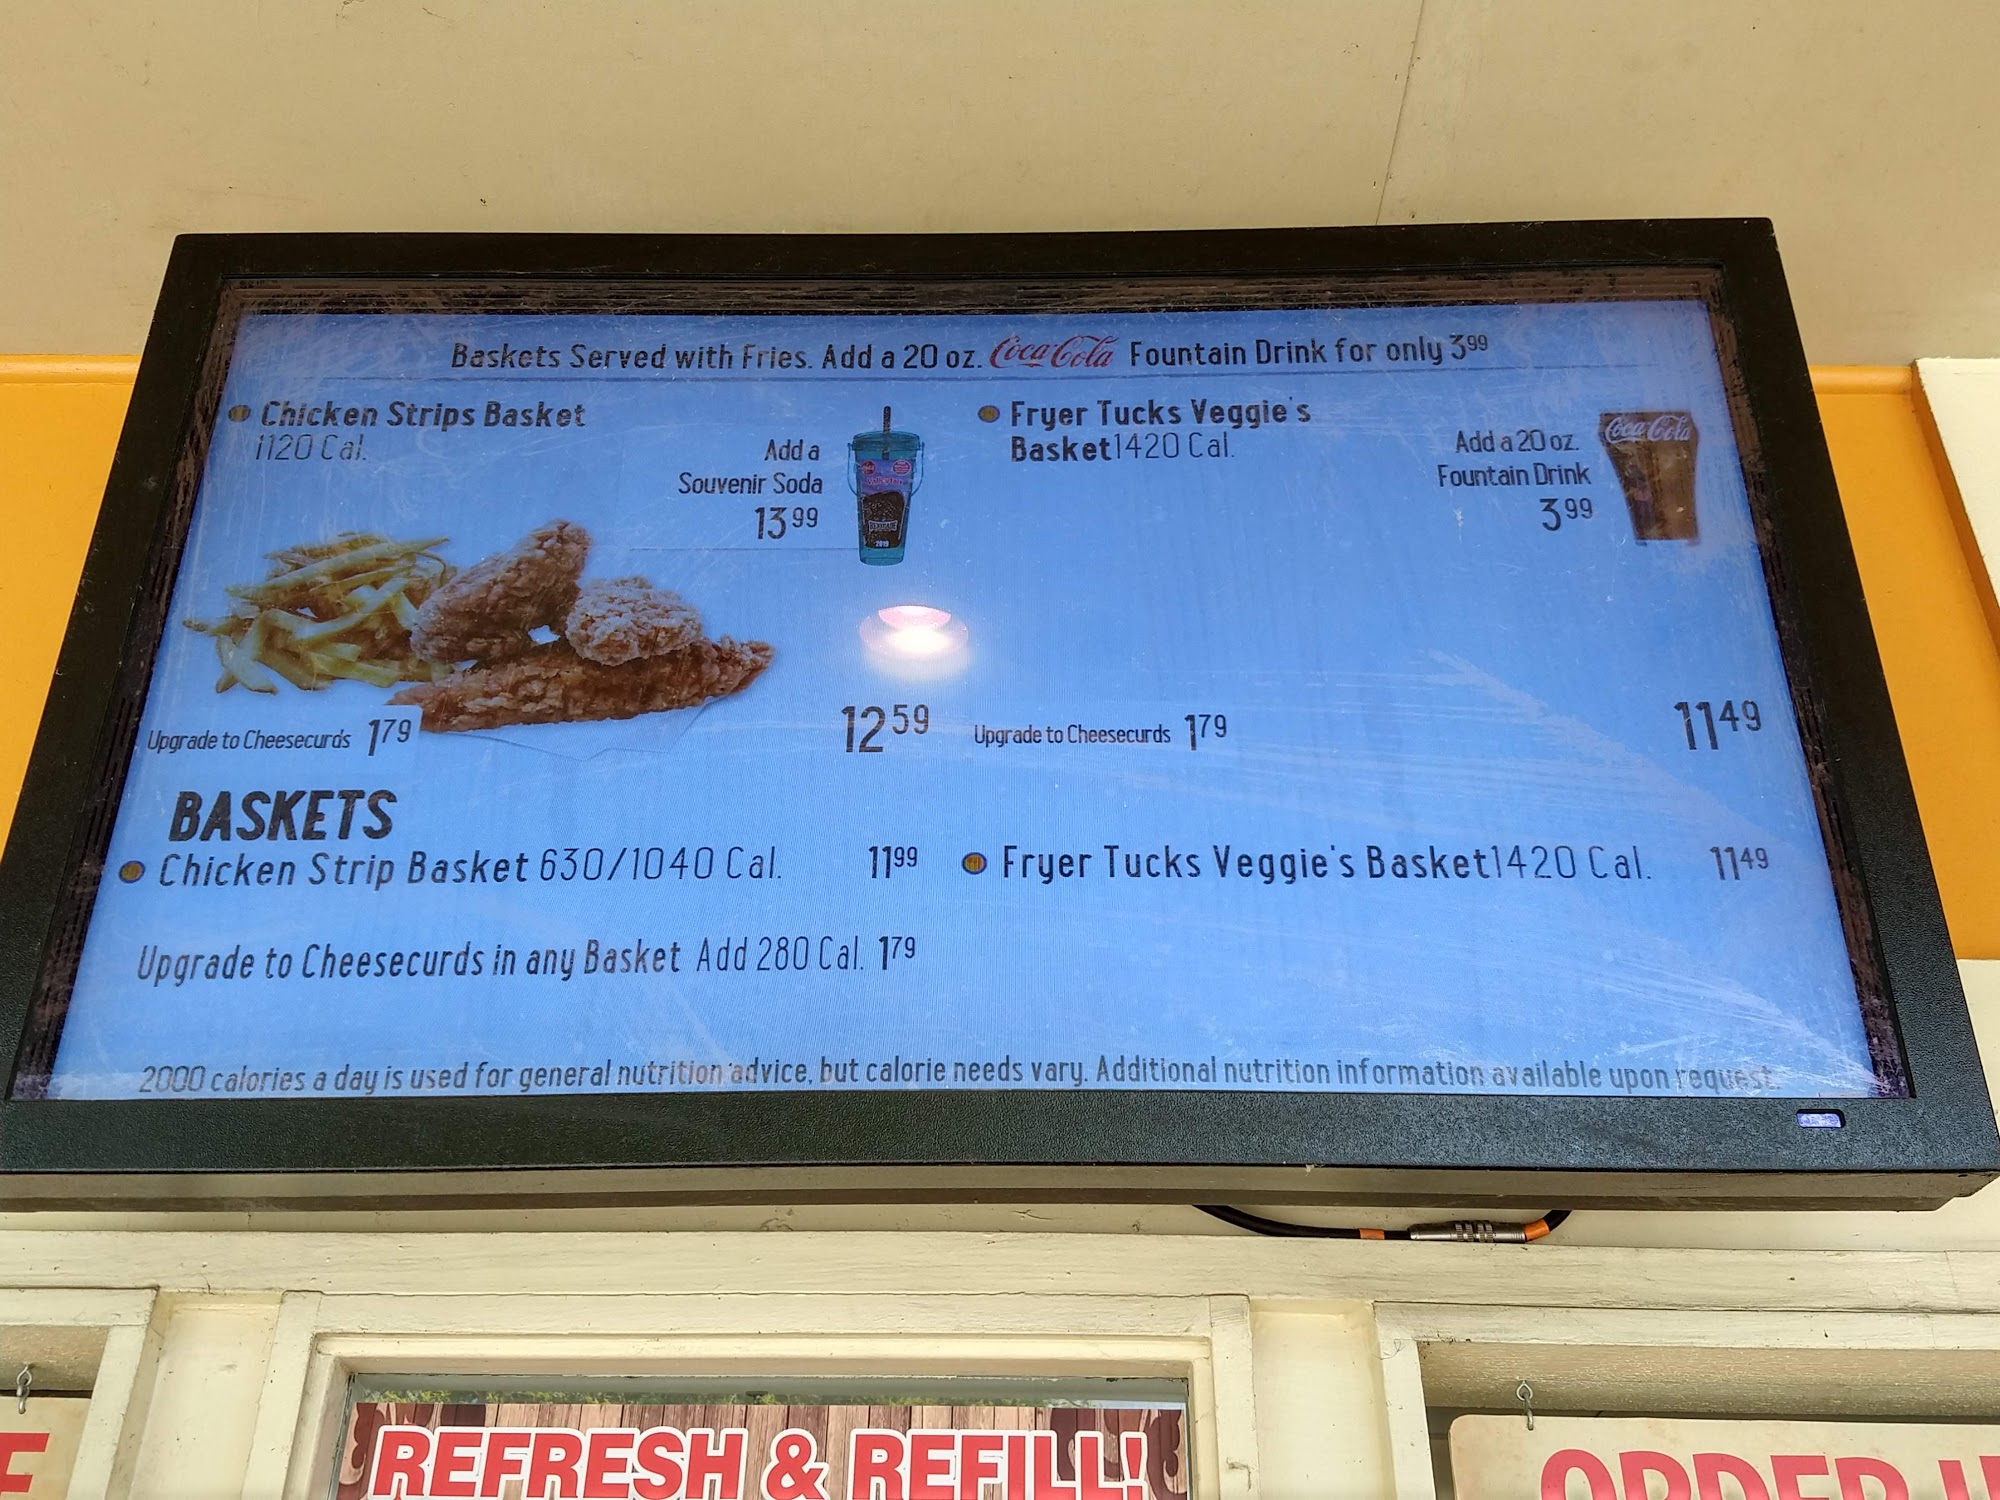 Baskets Served with Fries. Add a 20 oz. Coca-Cola Fountain Drink for only 3.99
Chicken Strips Basket
1120 Cal.
Add a
Souvenir Soda
13.99
Upgrade to Cheesecurds 1.79
12.59
Fryer Tucks Veggie's
Basket1420 Cal.
Add a 20 oz.
Fountain Drink
3.99
Coca-Cola
Upgrade to Cheesecurds 1.79
11.49
BASKETS
Chicken Strip Basket 630/1040 Cal. 11.99
Fryer Tucks Veggie's Basket1420 Cal. 11.49
Upgrade to Cheesecurds in any Basket Add 280 Cal. 1.79
2000 calories a day is used for general nutrition advice, but calorie needs vary. Additional nutrition information available upon request.
REFRESH & REFILL!
ORDER